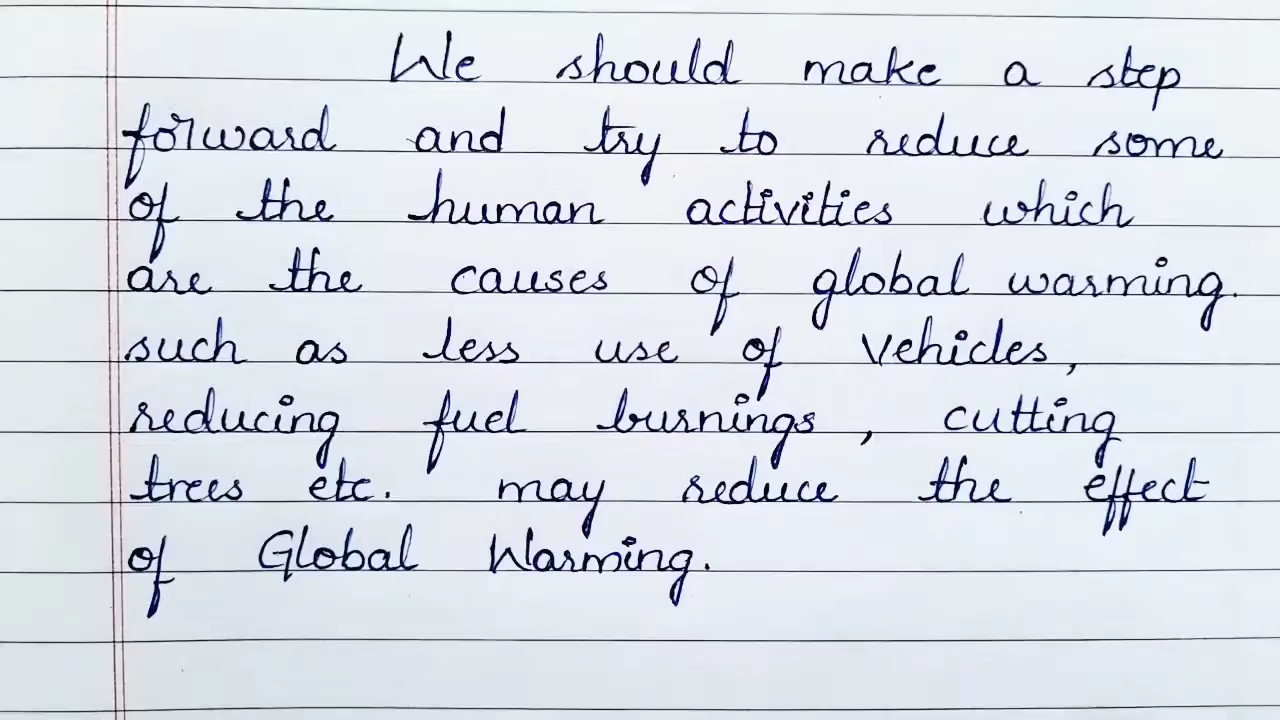 We should make a step
forward and try to reduce some
of the human activities which
are the causes of global warming.
such as less use of vehicles,
reducing fuel burnings, cutting
trees etc. may reduce the effect
of Global Warming.